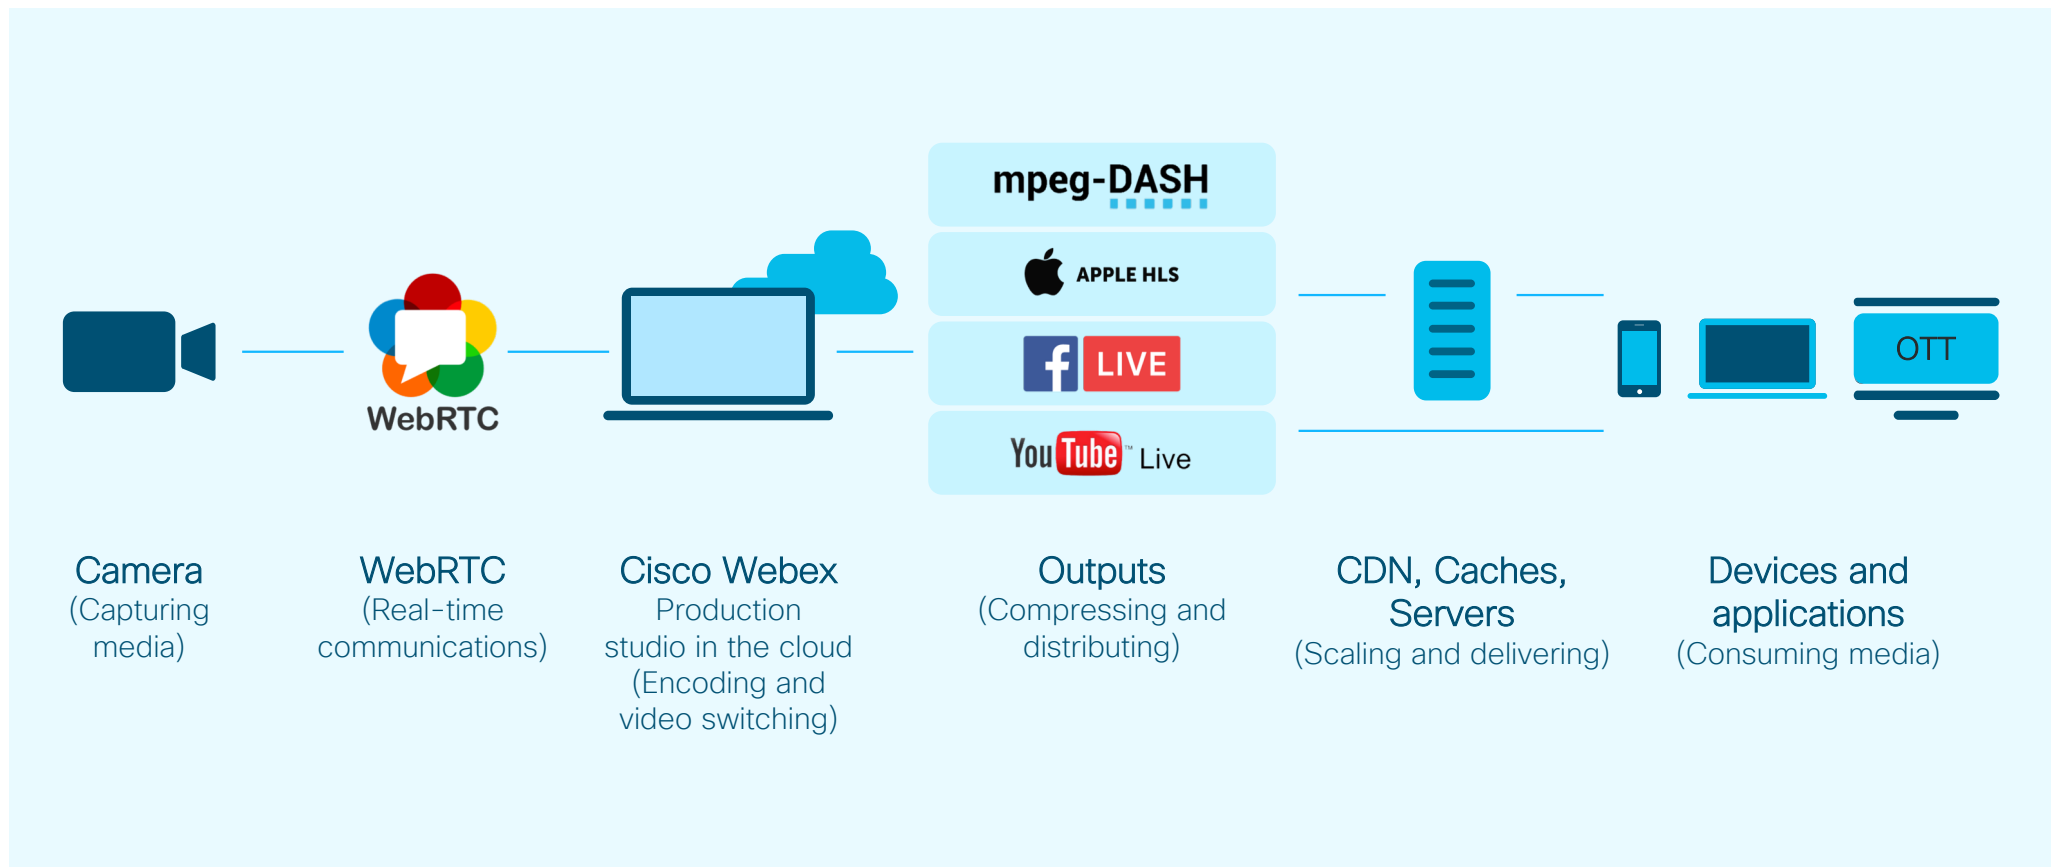 mpeg-DASH
APPLE HLS
f LIVE
YouTube™ Live
WebRTC
OTT
Camera
(Capturing
media)
WebRTC
(Real-time
communications)
Cisco Webex
Production
studio in the cloud
(Encoding and
video switching)
Outputs
(Compressing and
distributing)
CDN, Caches,
Servers
(Scaling and delivering)
Devices and
applications
(Consuming media)